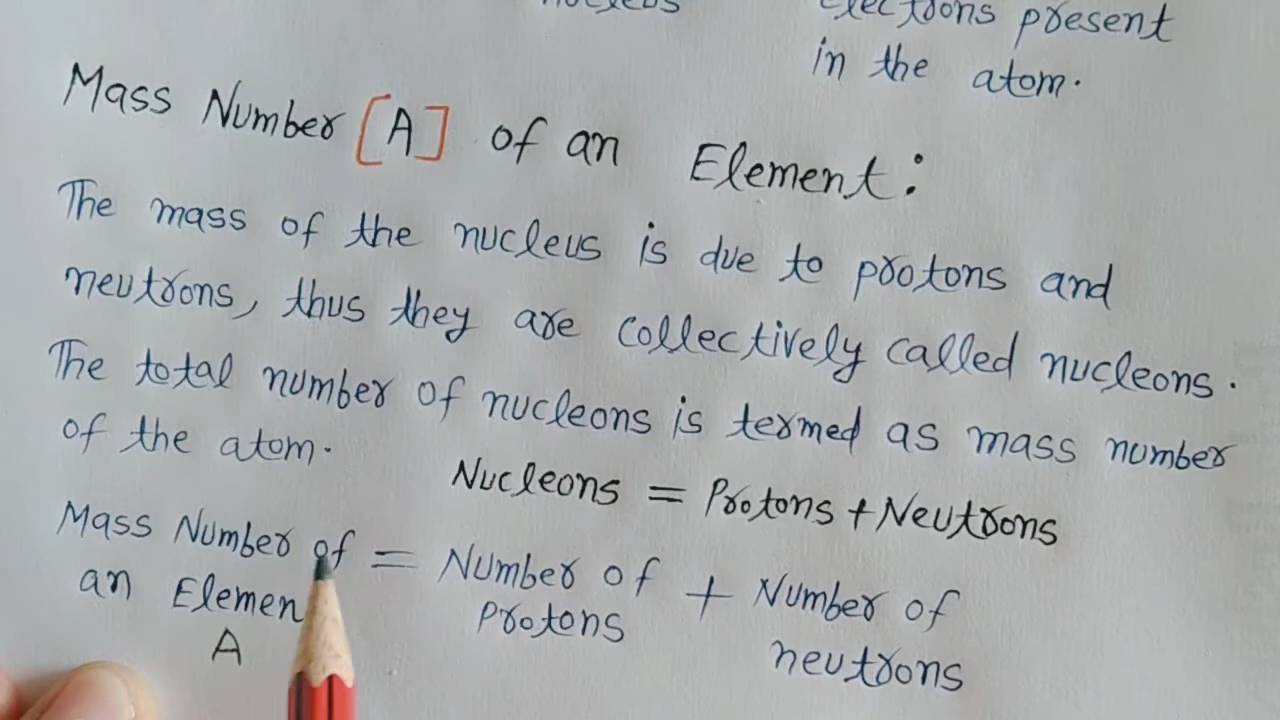 nucleus electrons present
in the atom.
Mass Number [A] of an Element:
The mass of the nucleus is due to protons and
neutrons, thus they are collectively called nucleons.
The total number of nucleons is termed as mass number
of the atom.
Nucleons = Protons + Neutrons
Mass Number of = Number of + Number of
an Elemen Protons neutrons
A